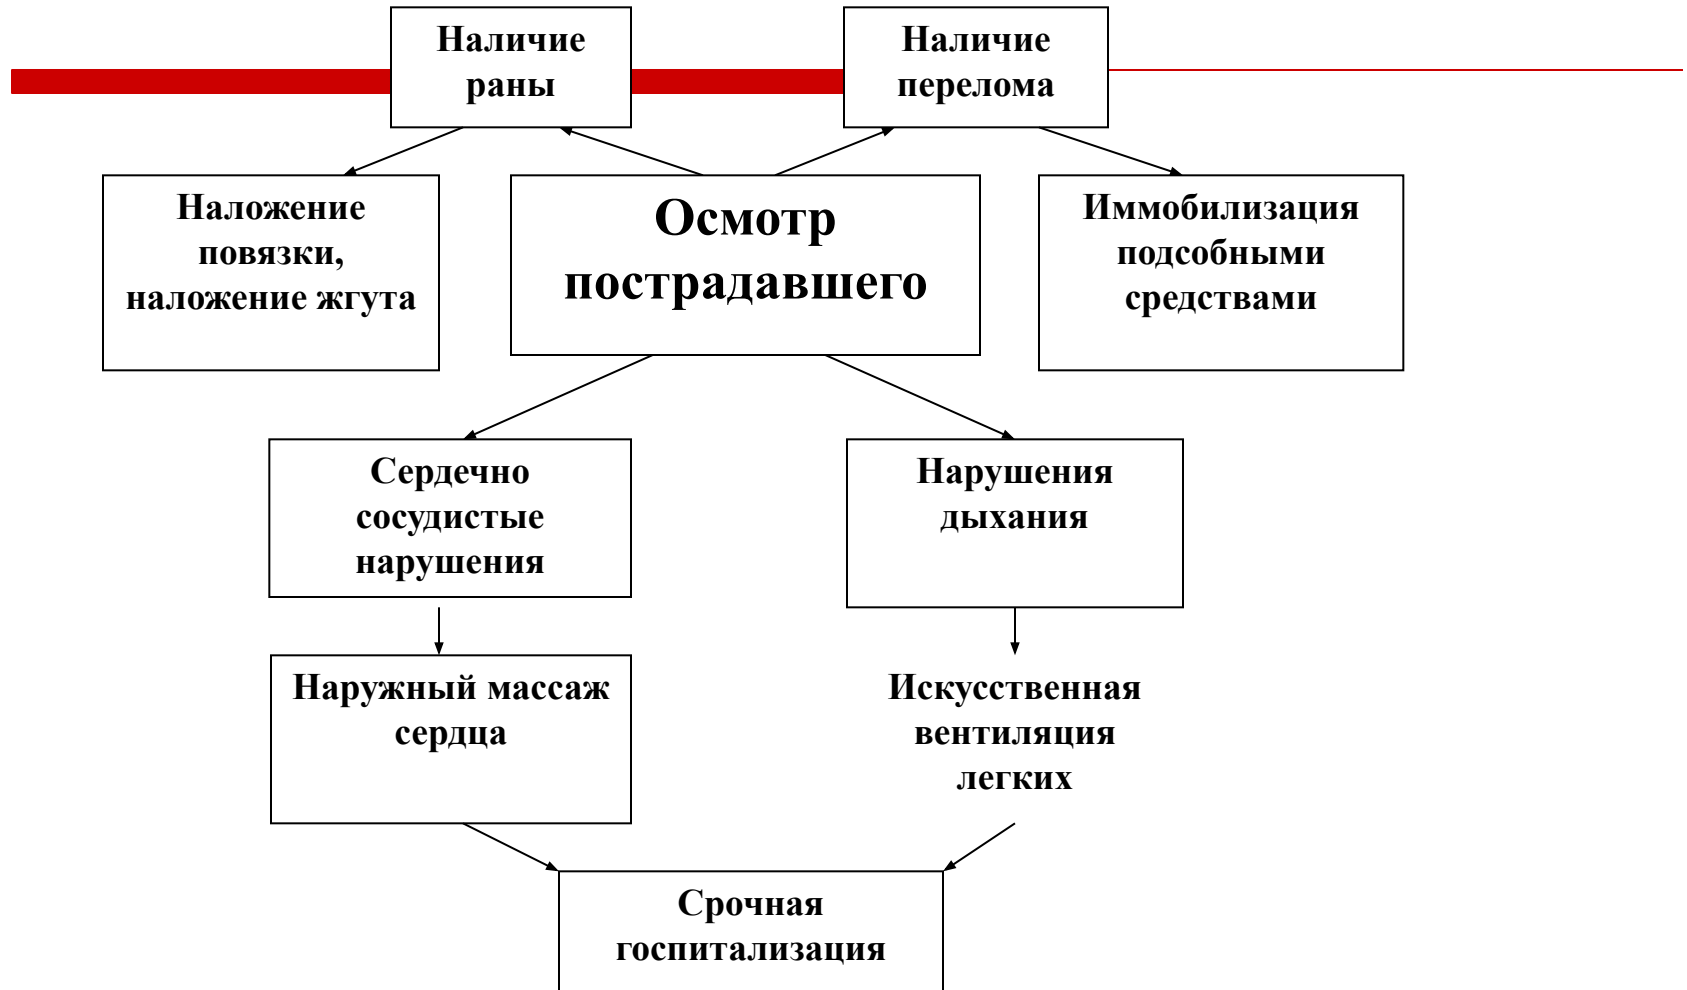 Наличие
раны
Наличие
перелома
Наложение
повязки,
наложение жгута
Осмотр
пострадавшего
Иммобилизация
подсобными
средствами
Сердечно
сосудистые
нарушения
Нарушения
дыхания
Наружный массаж
сердца
Искусственная
вентиляция
легких
Срочная
госпитализация